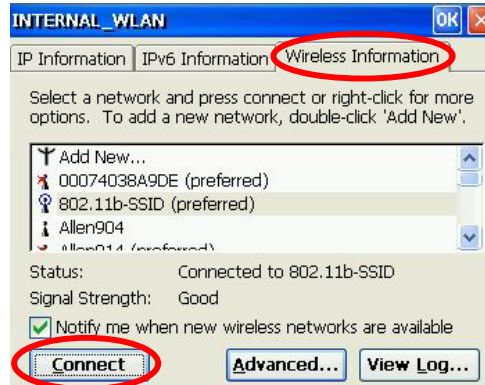 INTERNAL_WLAN OK
IP Information IPv6 Information Wireless Information
Select a network and press connect or right-click for more
options. To add a new network, double-click 'Add New'.
Add New...
00074038A9DE (preferred)
802.11b-SSID (preferred)
Allen904
Allen914 (preferred)
Status: Connected to 802.11b-SSID
Signal Strength: Good
Notify me when new wireless networks are available
Connect Advanced... View Log...